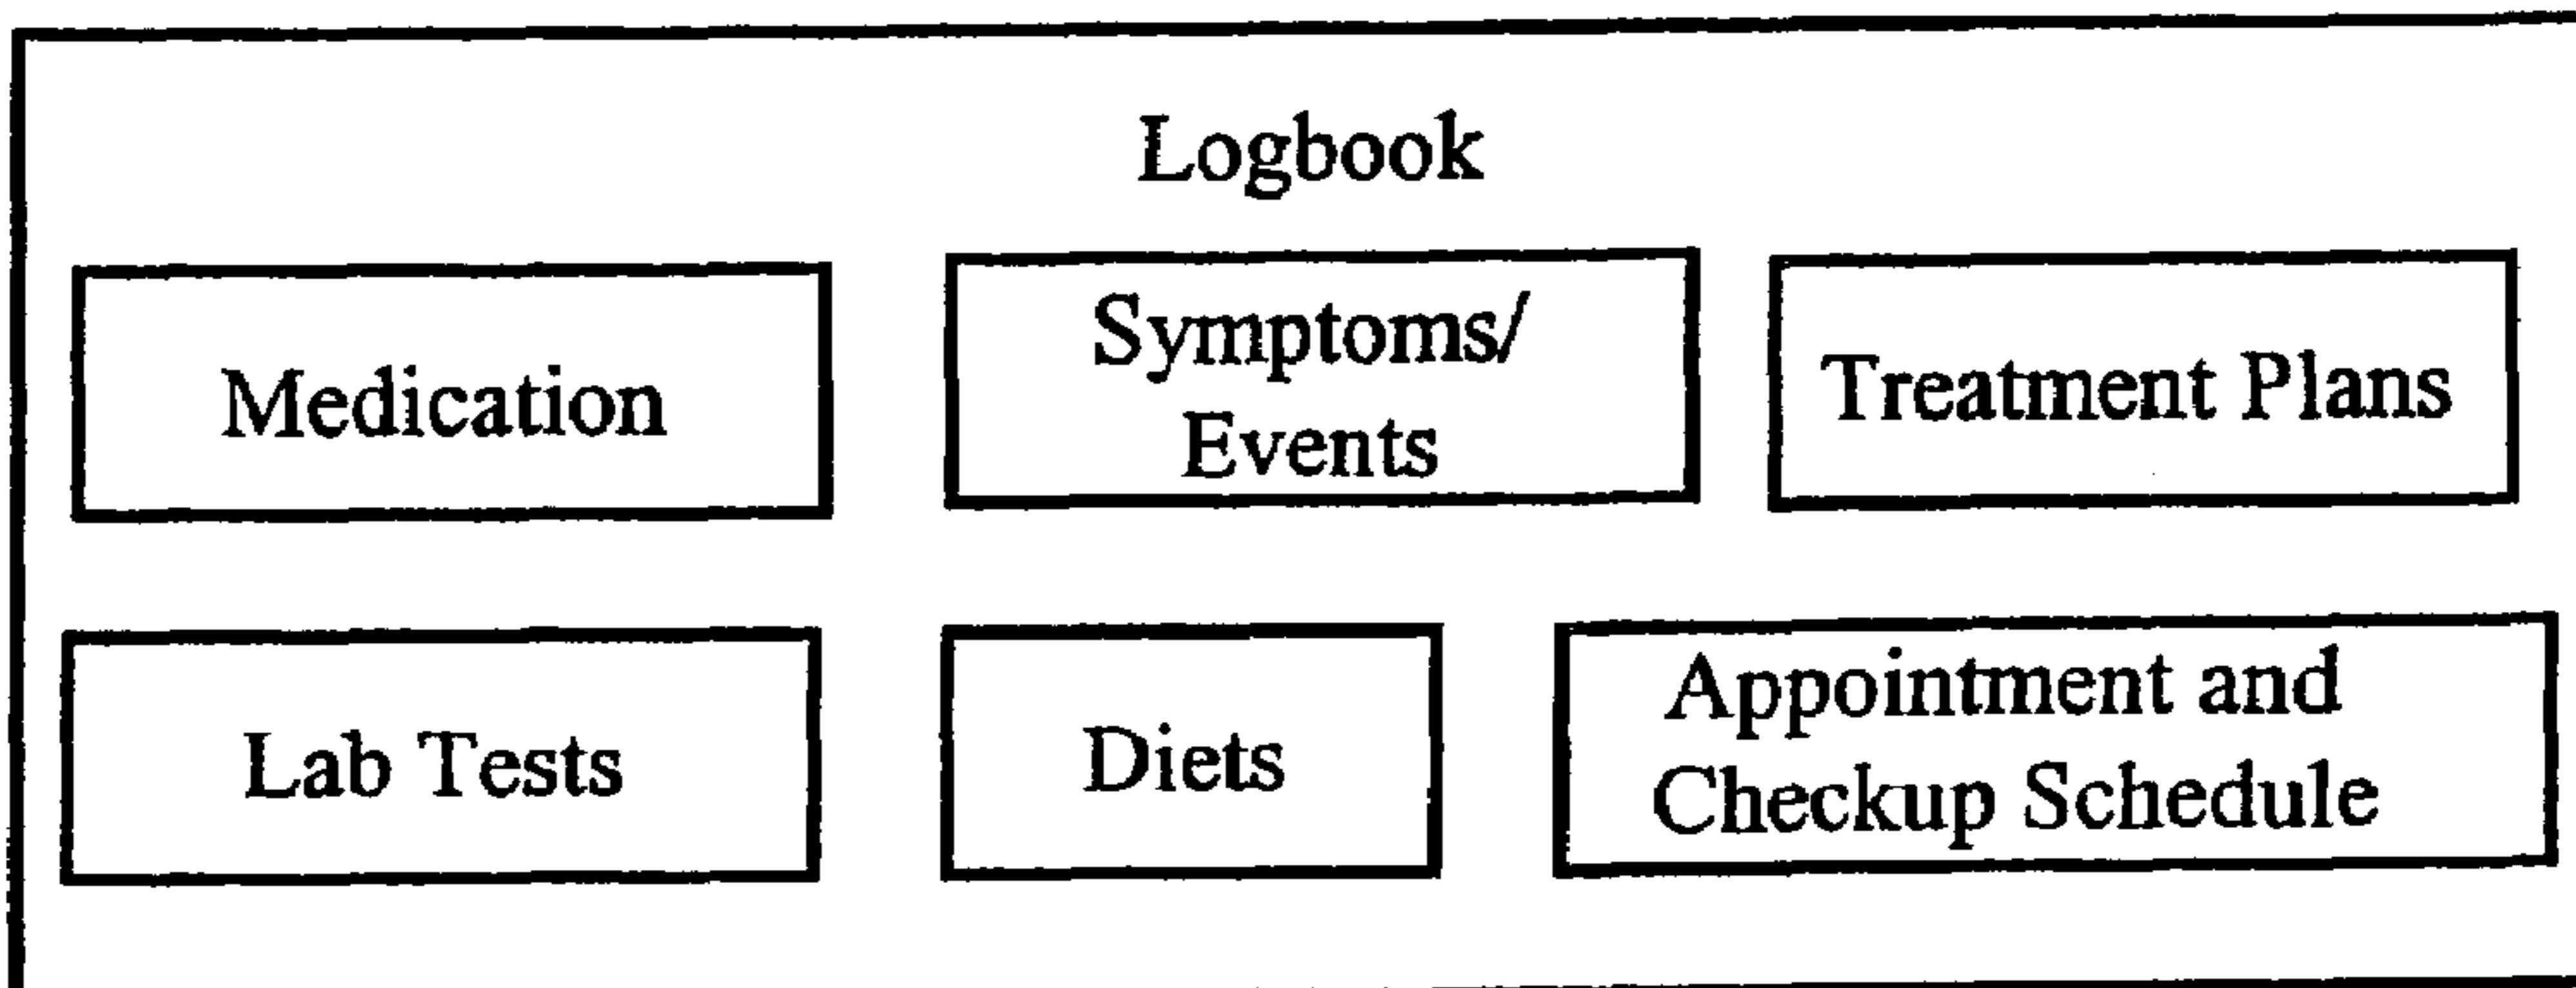 Logbook
Medication
Symptoms/
Events
Treatment Plans
Lab Tests
Diets
Appointment and
Checkup Schedule